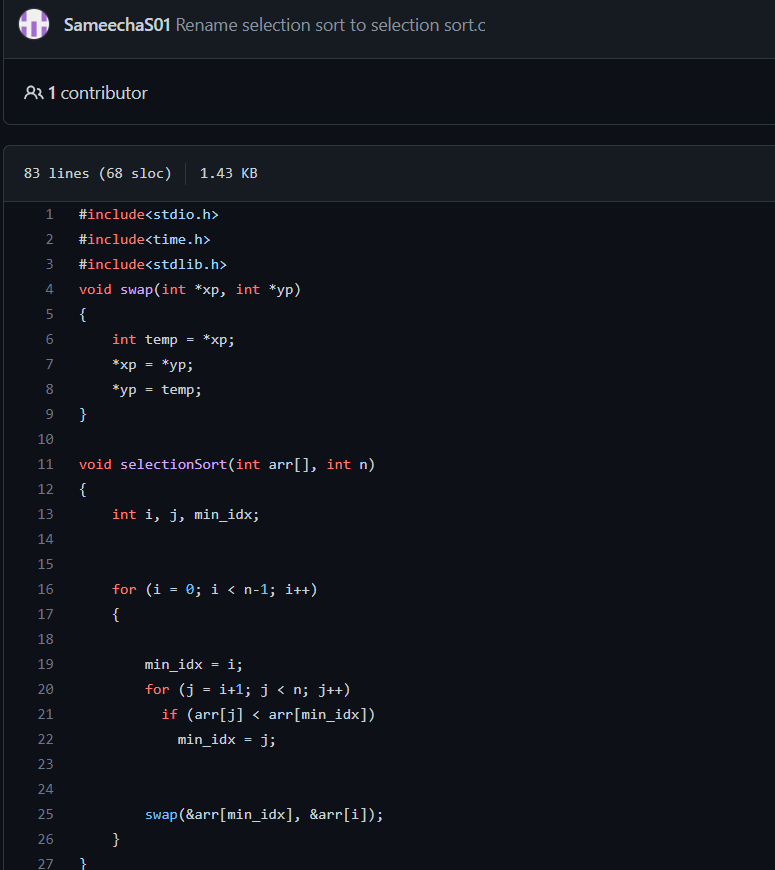 SameechaS01 Rename selection sort to selection sort.c
1 contributor
83 lines (68 sloc) 1.43 KB
1 #include<stdio.h>
2 #include<time.h>
3 #include<stdlib.h>
4 void swap(int *xp, int *yp)
5 {
6     int temp = *xp;
7     *xp = *yp;
8     *yp = temp;
9 }
10
11 void selectionSort(int arr[], int n)
12 {
13     int i, j, min_idx;
14
15
16     for (i = 0; i < n-1; i++)
17     {
18
19         min_idx = i;
20         for (j = i+1; j < n; j++)
21           if (arr[j] < arr[min_idx])
22             min_idx = j;
23
24
25         swap(&arr[min_idx], &arr[i]);
26     }
27 }